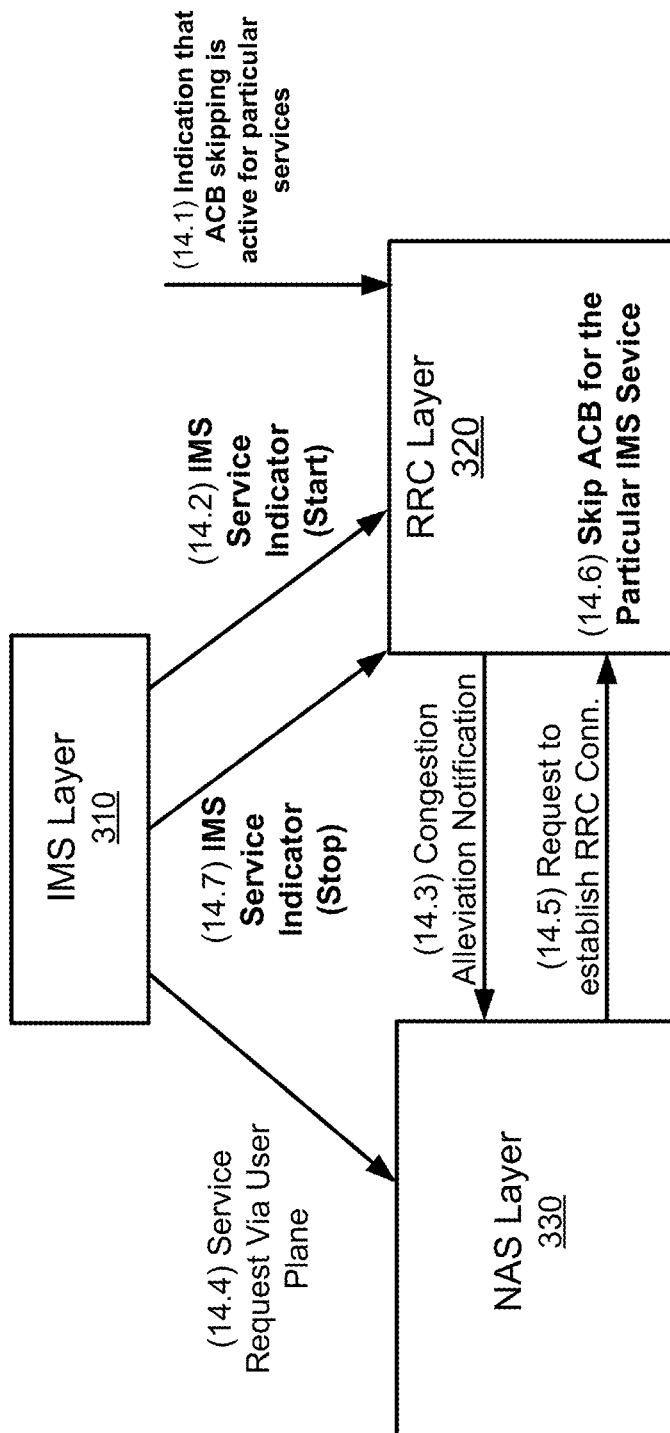 IMS Layer
310
(14.1) Indication that
ACB skipping is
active for particular
services
(14.2) IMS
Service
Indicator
(Start)
(14.7) IMS
Service
Indicator
(Stop)
(14.4) Service
Request Via User
Plane
RRC Layer
320
(14.6) Skip ACB for the
Particular IMS Sevice
(14.3) Congestion
Alleviation Notification
(14.5) Request to
establish RRC Conn.
NAS Layer
330